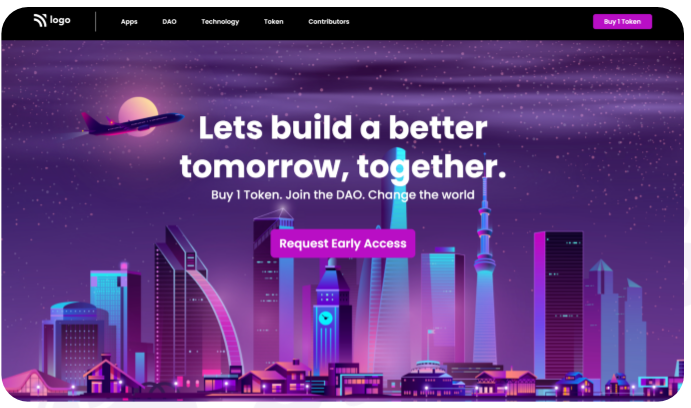 logo
Apps
DAO
Technology
Token
Contributors
Buy 1 Token
Lets build a better
tomorrow, together.
Buy 1 Token. Join the DAO. Change the world
Request Early Access